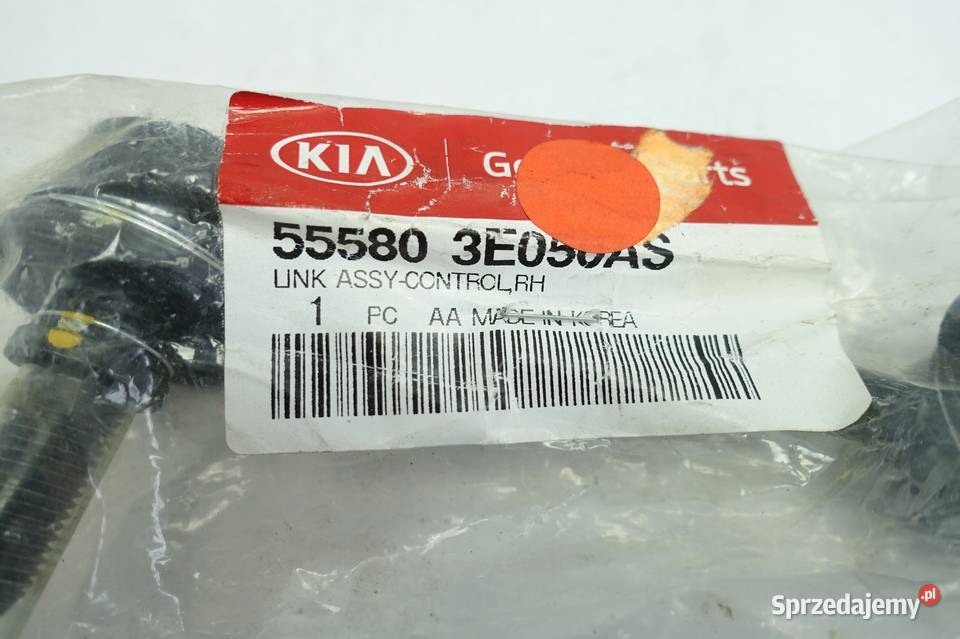 KIA
55580 3E050AS
LINK ASSY-CONTROL,RH
1 PC AA MADE IN KOREA
Sprzedajemy.pl